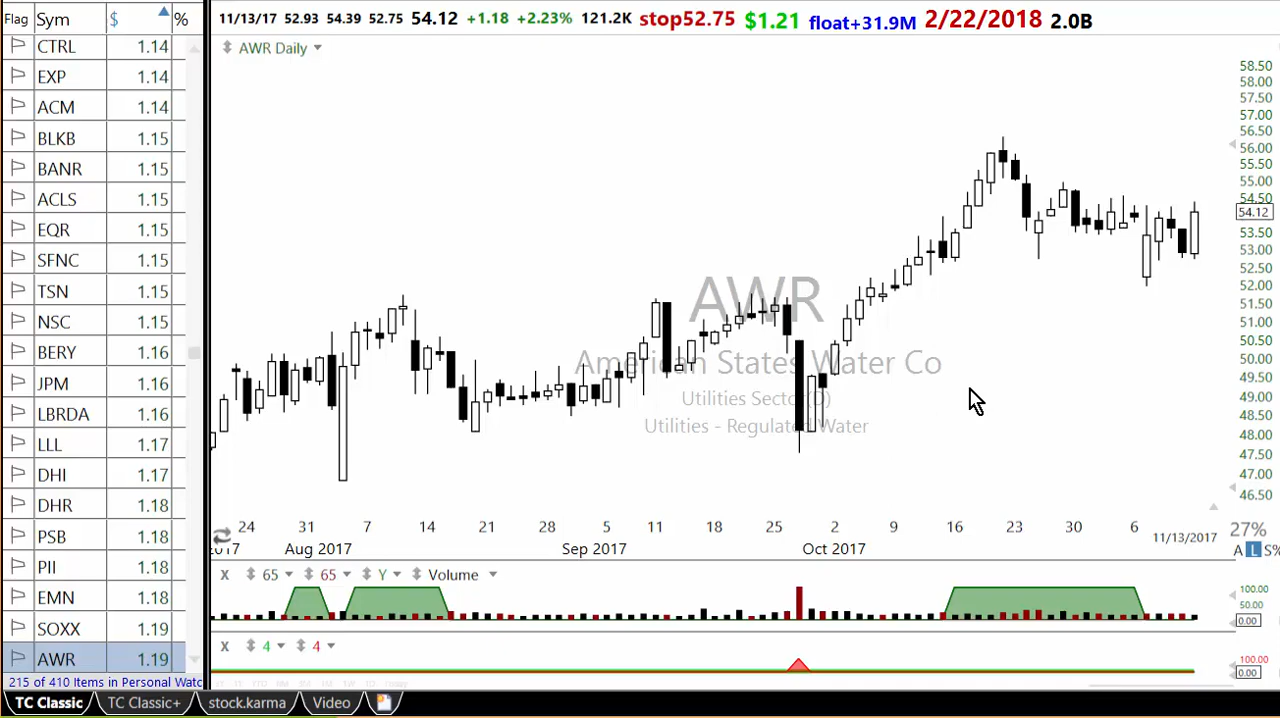 Flag Sym $ %
CTRL 1.14
EXP 1.14
ACM 1.14
BLKB 1.15
BANR 1.15
ACLS 1.15
EQR 1.15
SFNC 1.15
TSN 1.15
NSC 1.15
BERY 1.16
JPM 1.16
LBRDA 1.16
LLL 1.17
DHI 1.17
DHR 1.18
PSB 1.18
PII 1.18
EMN 1.18
SOXX 1.19
AWR 1.19
215 of 410 Items in Personal Watc
11/13/17 52.93 54.39 52.75 54.12 +1.18 +2.23% 121.2K stop52.75 $1.21 float+31.9M 2/22/2018 2.0B
AWR Daily
AWR
American States Water Co
Utilities Sector(D)
Utilities - Regulated Water
58.50
58.00
57.50
57.00
56.50
56.00
55.50
55.00
54.50
54.12
53.50
53.00
52.50
52.00
51.50
51.00
50.50
50.00
49.50
49.00
48.50
48.00
47.50
47.00
46.50
24 31 7 14 21 28 5 11 18 25 2 9 16 23 30 6 11/13/2017
2017 Aug 2017 Sep 2017 Oct 2017
27%
A L S%
X 65 65 Y Volume
100.00
50.00
0.00
X 4 4
100.00
0.00
TC Classic TC Classic+ stock.karma Video